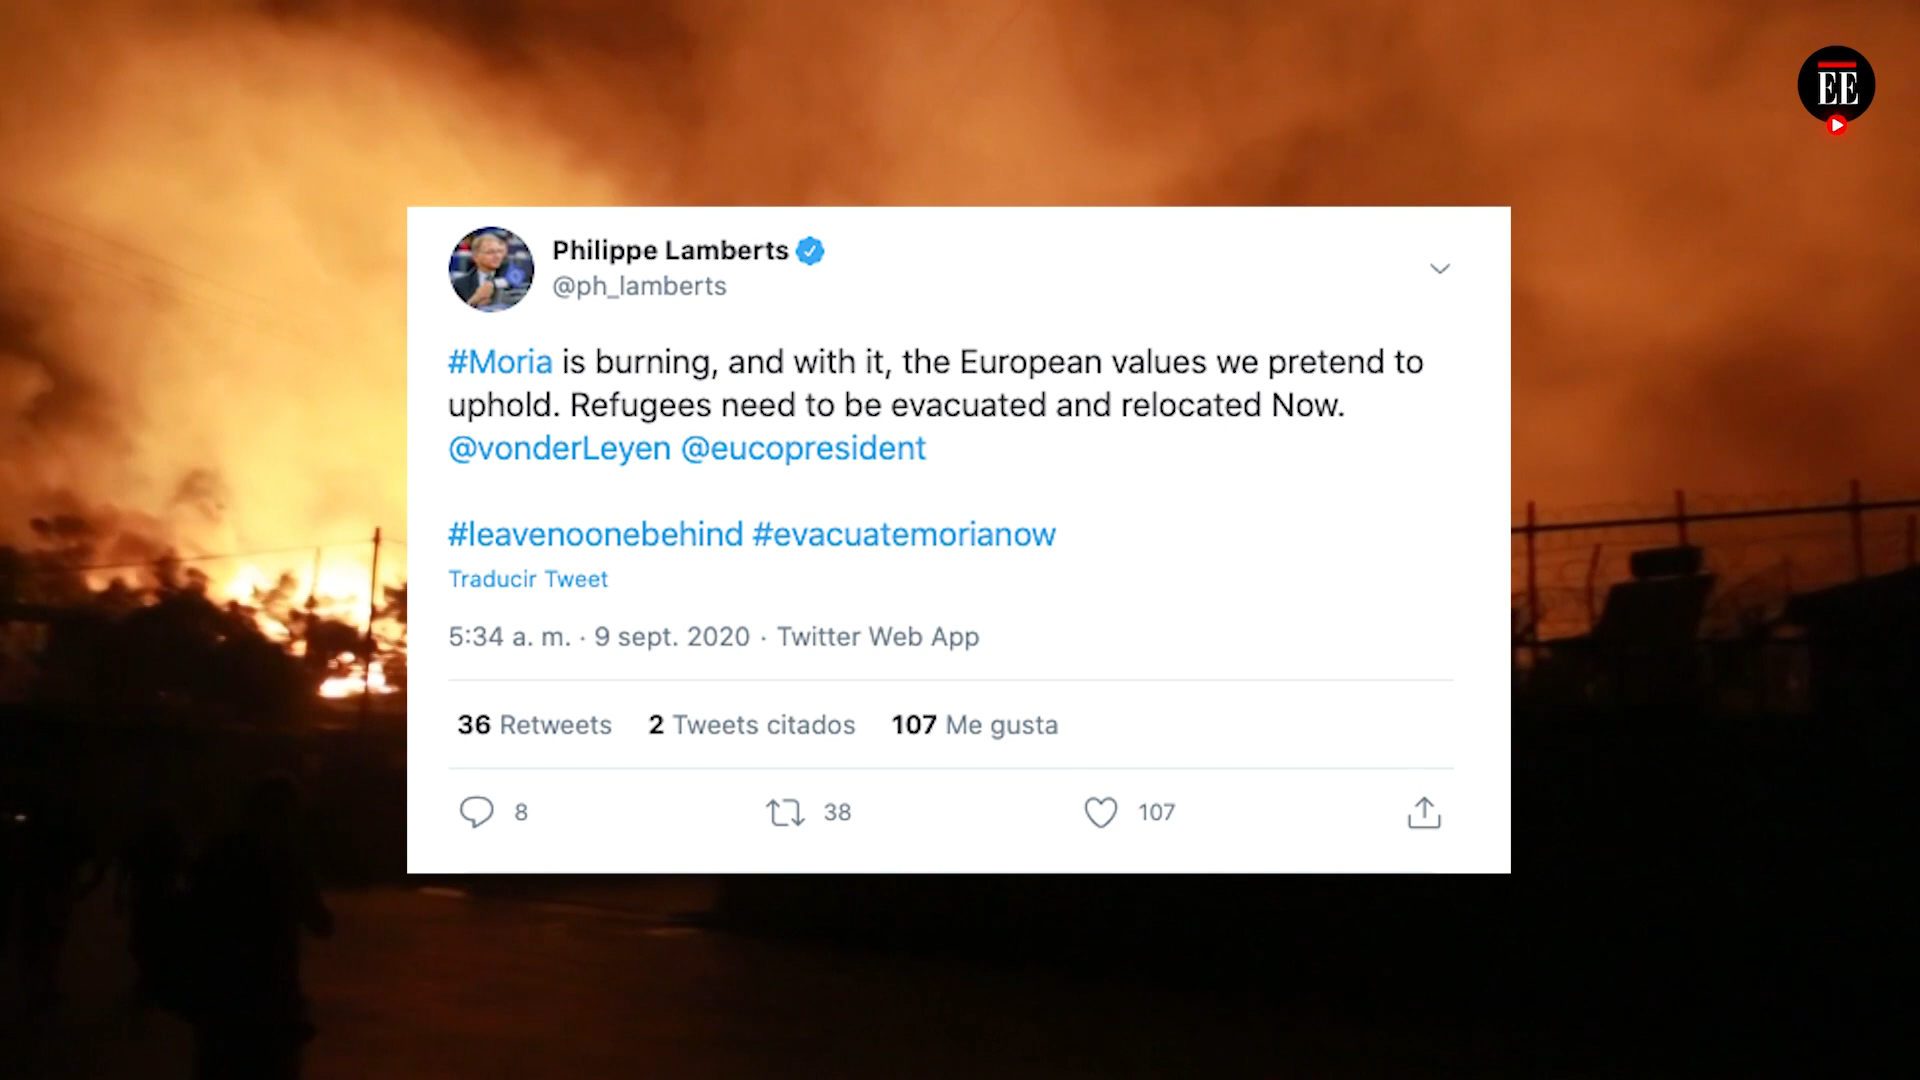 EE
Philippe Lamberts
@ph_lamberts
#Moria is burning, and with it, the European values we pretend to
uphold. Refugees need to be evacuated and relocated Now.
@vonderLeyen @eucopresident
#leavenoonebehind #evacuatemorianow
Traducir Tweet
5:34 a. m. · 9 sept. 2020 · Twitter Web App
36 Retweets 2 Tweets citados 107 Me gusta
8 38 107